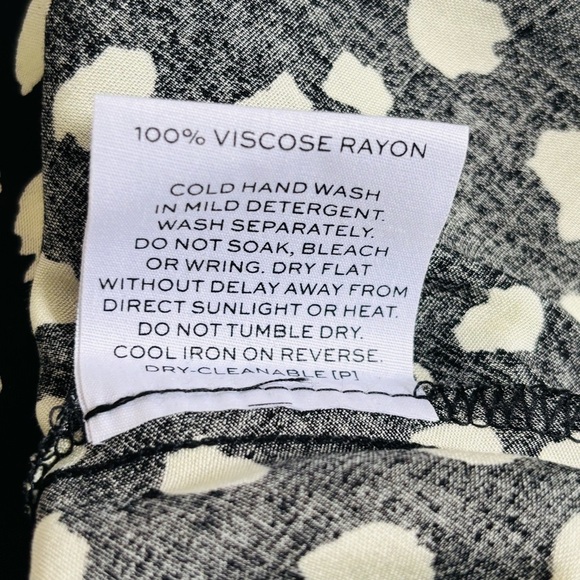 100% VISCOSE RAYON
COLD HAND WASH
IN MILD DETERGENT.
WASH SEPARATELY.
DO NOT SOAK, BLEACH
OR WRING. DRY FLAT
WITHOUT DELAY AWAY FROM
DIRECT SUNLIGHT OR HEAT.
DO NOT TUMBLE DRY.
COOL IRON ON REVERSE.
DRY-CLEANABLE [P]